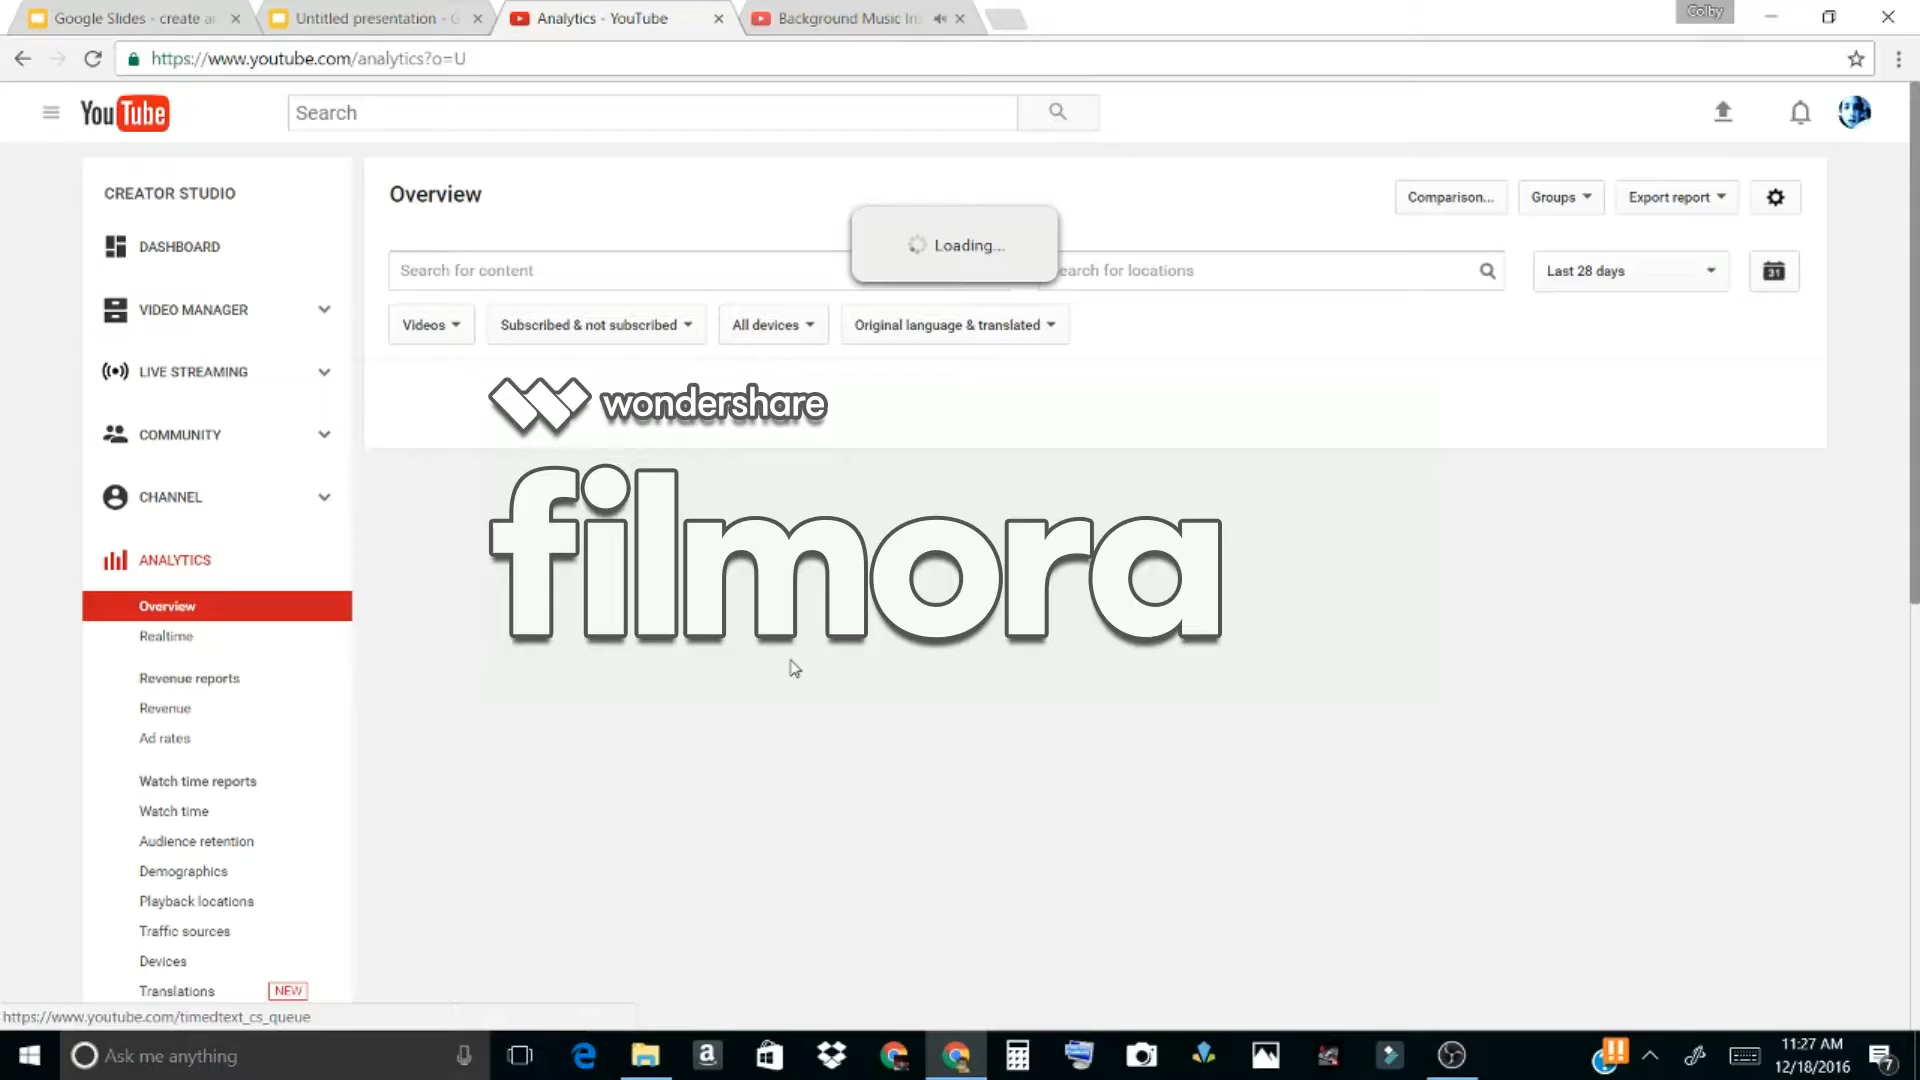 Google Slides - create a
Untitled presentation - G
Analytics - YouTube
Background Music In
Colby
https://www.youtube.com/analytics?o=U
YouTube
Search
CREATOR STUDIO
DASHBOARD
VIDEO MANAGER
LIVE STREAMING
COMMUNITY
CHANNEL
ANALYTICS
Overview
Realtime
Revenue reports
Revenue
Ad rates
Watch time reports
Watch time
Audience retention
Demographics
Playback locations
Traffic sources
Devices
Translations NEW
Overview
Comparison... Groups Export report
Loading...
Search for content
earch for locations
Last 28 days
31
Videos Subscribed & not subscribed All devices Original language & translated
wondershare
filmora
https://www.youtube.com/timedtext_cs_queue
Ask me anything
a
11:27 AM
12/18/2016
7